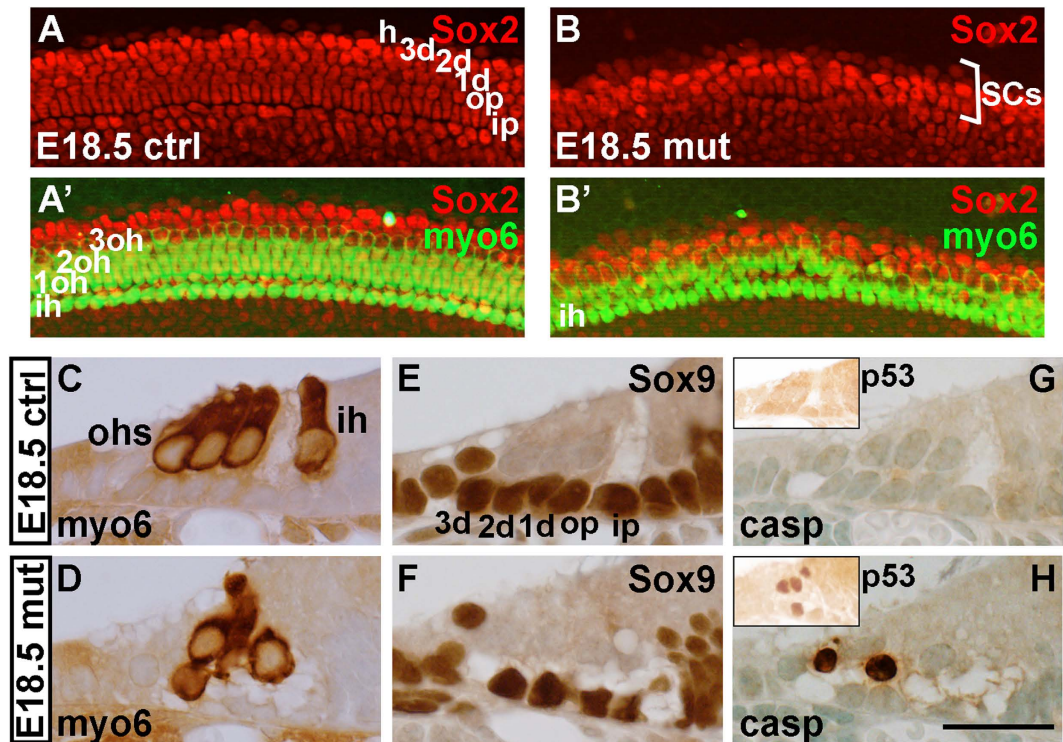 A
h
Sox2
3d
2d
1d
op
ip
E18.5 ctrl
B
Sox2
SCs
E18.5 mut
A’
Sox2
myo6
3oh
2oh
1oh
ih
B’
Sox2
myo6
ih
E18.5 ctrl
C
ohs
ih
myo6
E
Sox9
3d 2d 1d op ip
p53
G
casp
E18.5 mut
D
myo6
F
Sox9
p53
H
casp